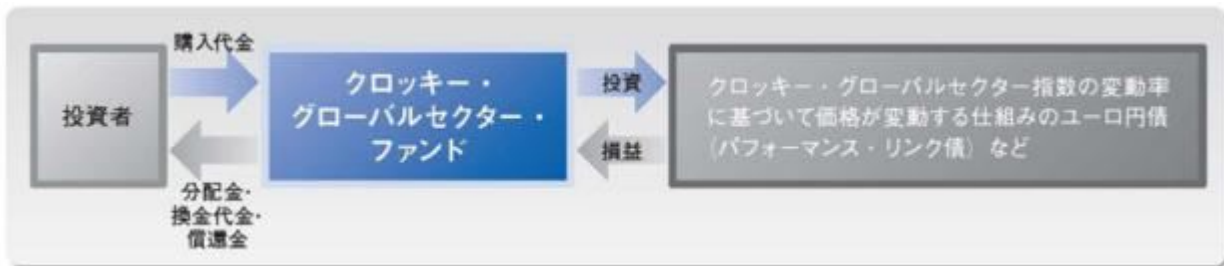 購入代金
投資者
分配金・
換金代金・
償還金
クロッキー・
グローバルセクター・
ファンド
投資
損益
クロッキー・グローバルセクター指数の変動率
に基づいて価格が変動する仕組みのユーロ円債
(パフォーマンス・リンク債)など